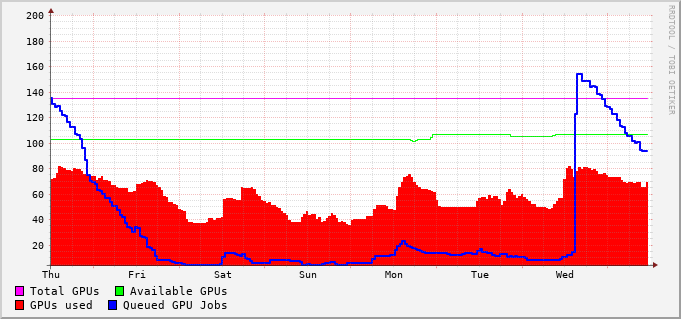 200
180
160
140
120
100
80
60
40
20
Thu Fri Sat Sun Mon Tue Wed
Total GPUs Available GPUs
GPUs used Queued GPU Jobs
RRDTOOL / TOBI OETIKER